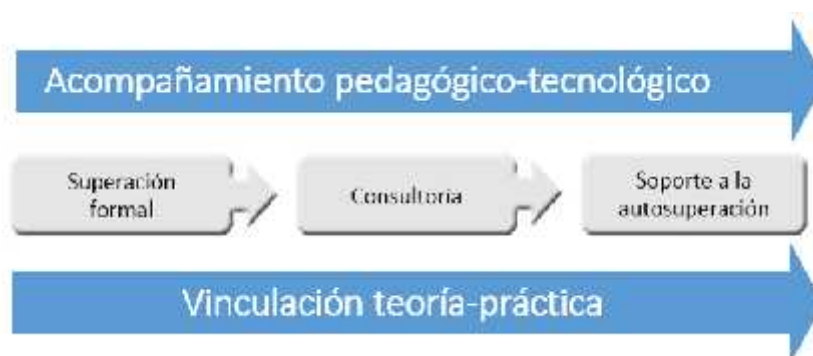 Acompañamiento pedagógico-tecnológico
Superación
formal
Consultoría
Soporte a la
autosuperación
Vinculación teoría-práctica